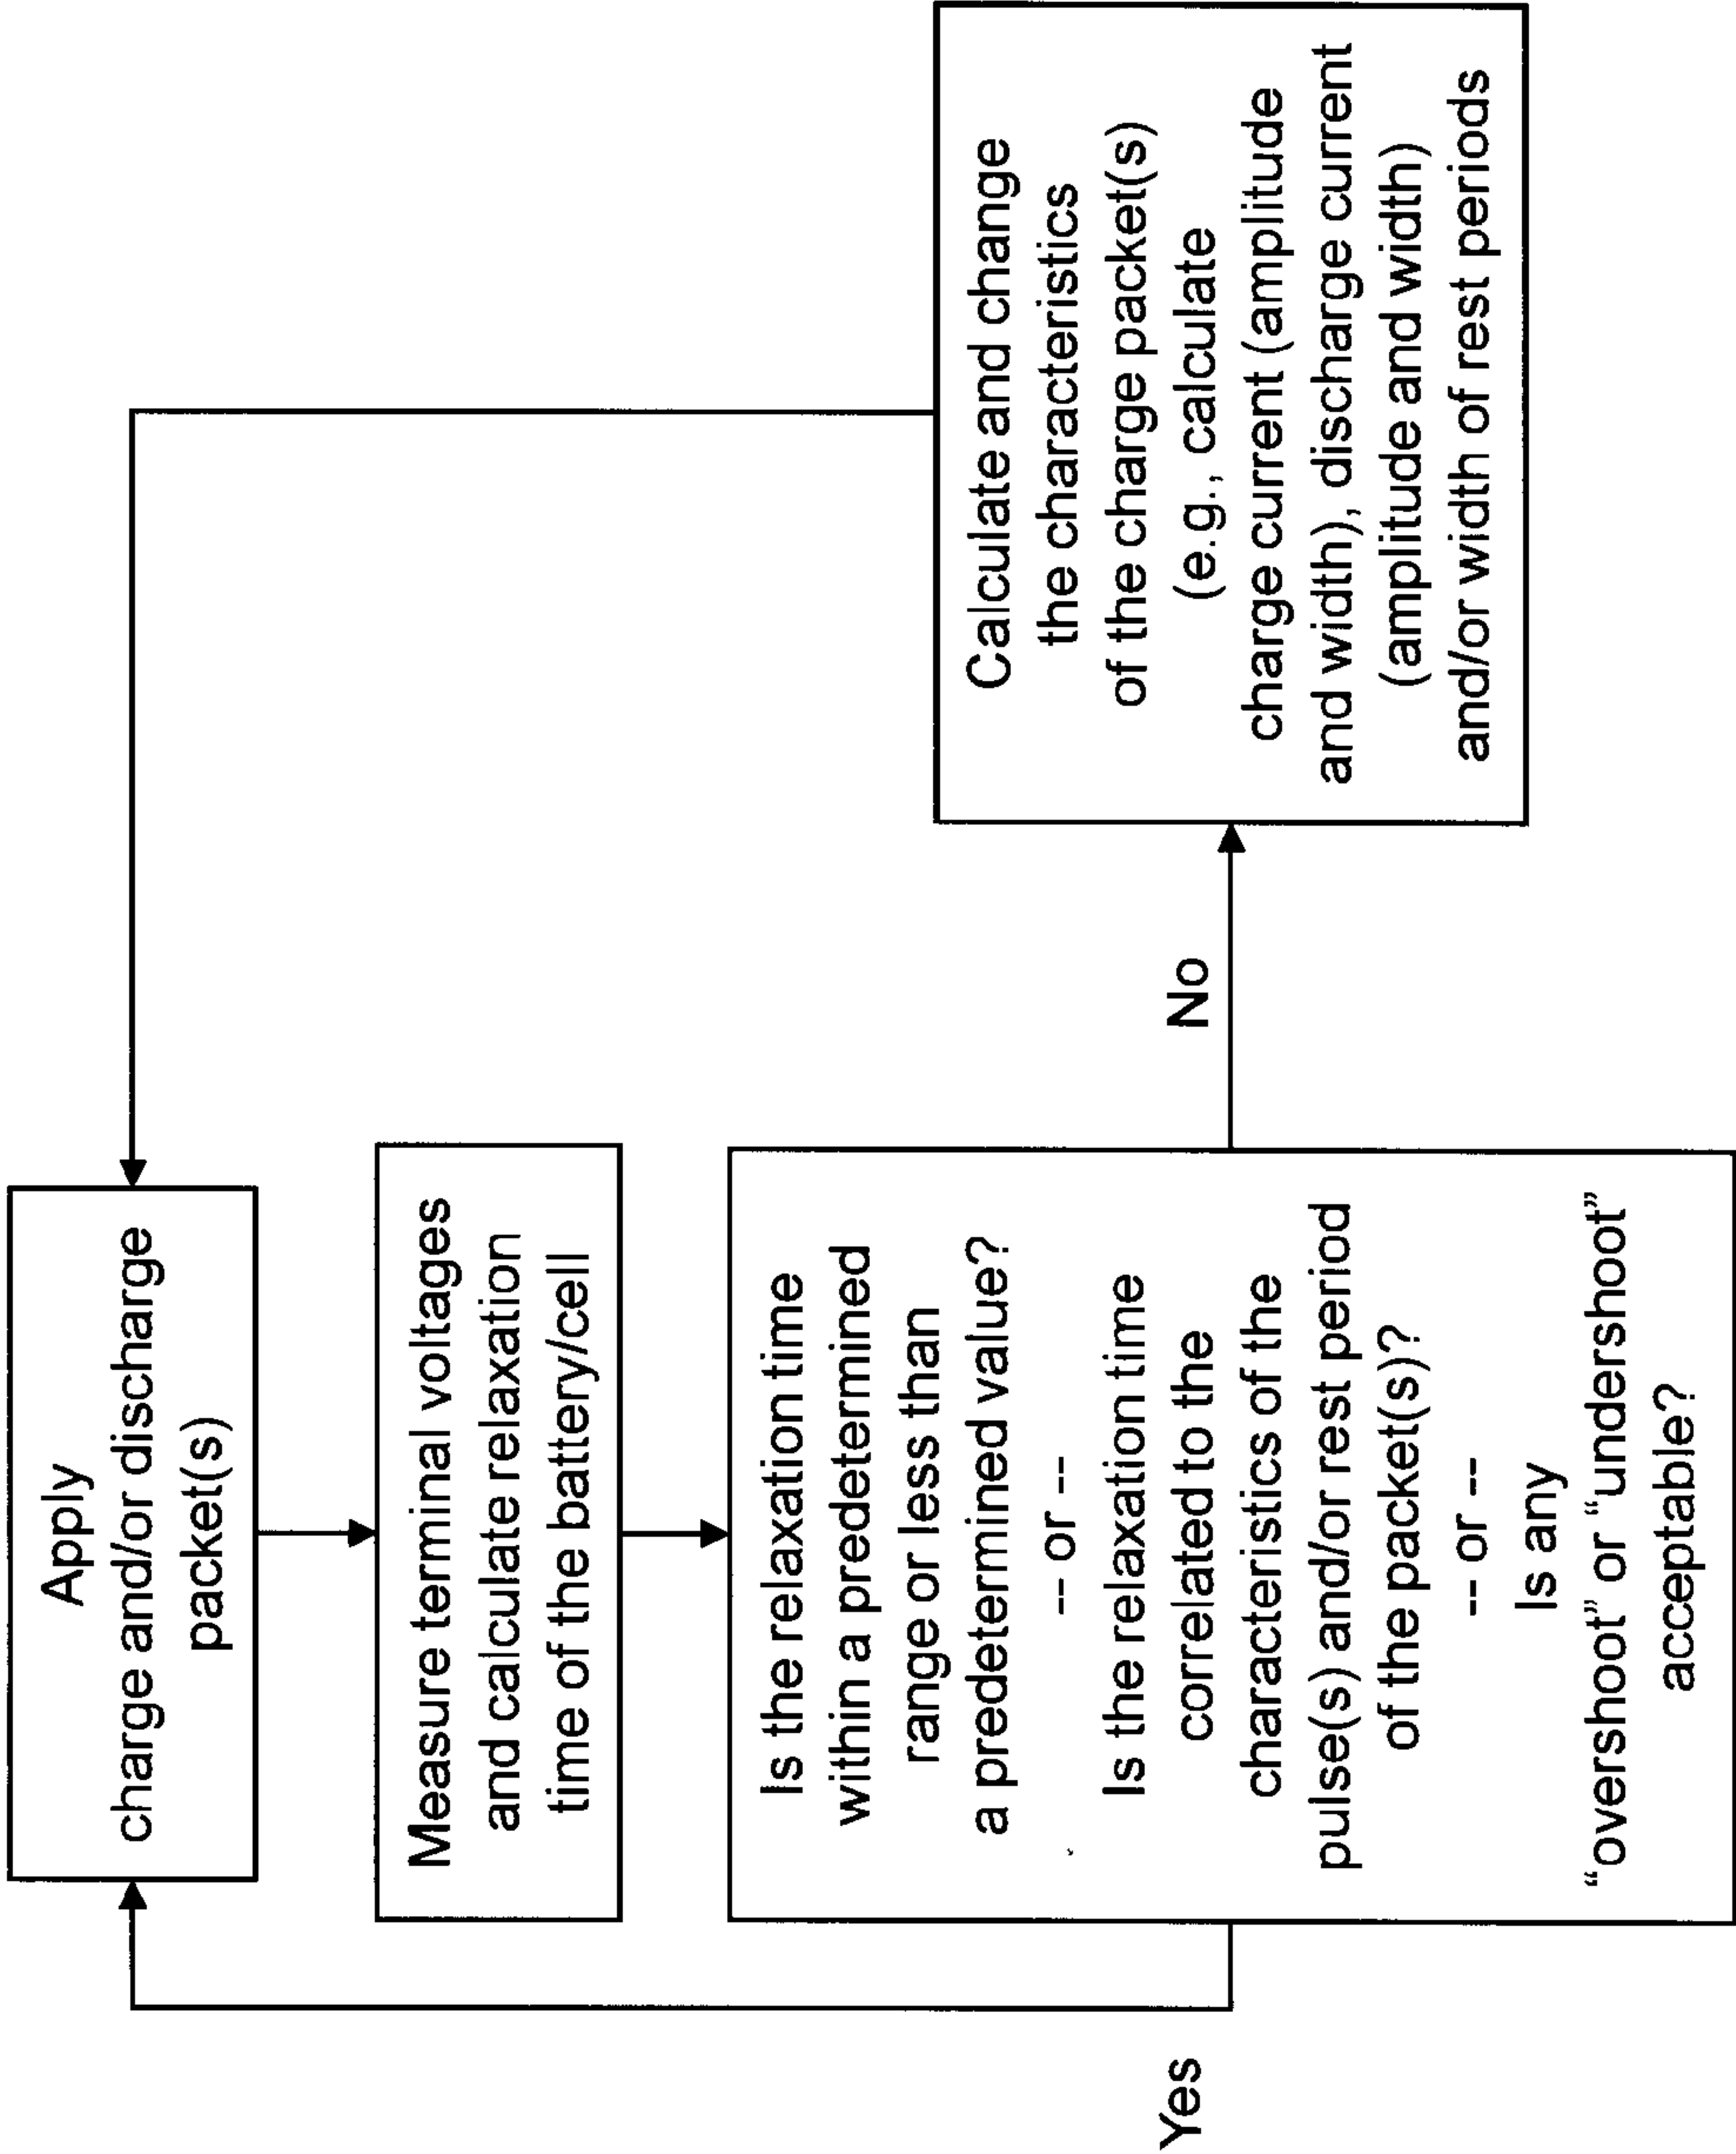 Apply
charge and/or discharge
packet(s)
Measure terminal voltages
and calculate relaxation
time of the battery/cell
Is the relaxation time
within a predetermined
range or less than
a predetermined value?
-- or --
Is the relaxation time
correlated to the
characteristics of the
pulse(s) and/or rest period
of the packet(s)?
-- or --
Is any
“overshoot” or “undershoot”
acceptable?
Yes
No
Calculate and change
the characteristics
of the charge packet(s)
(e.g., calculate
charge current (amplitude
and width), discharge current
(amplitude and width)
and/or width of rest periods